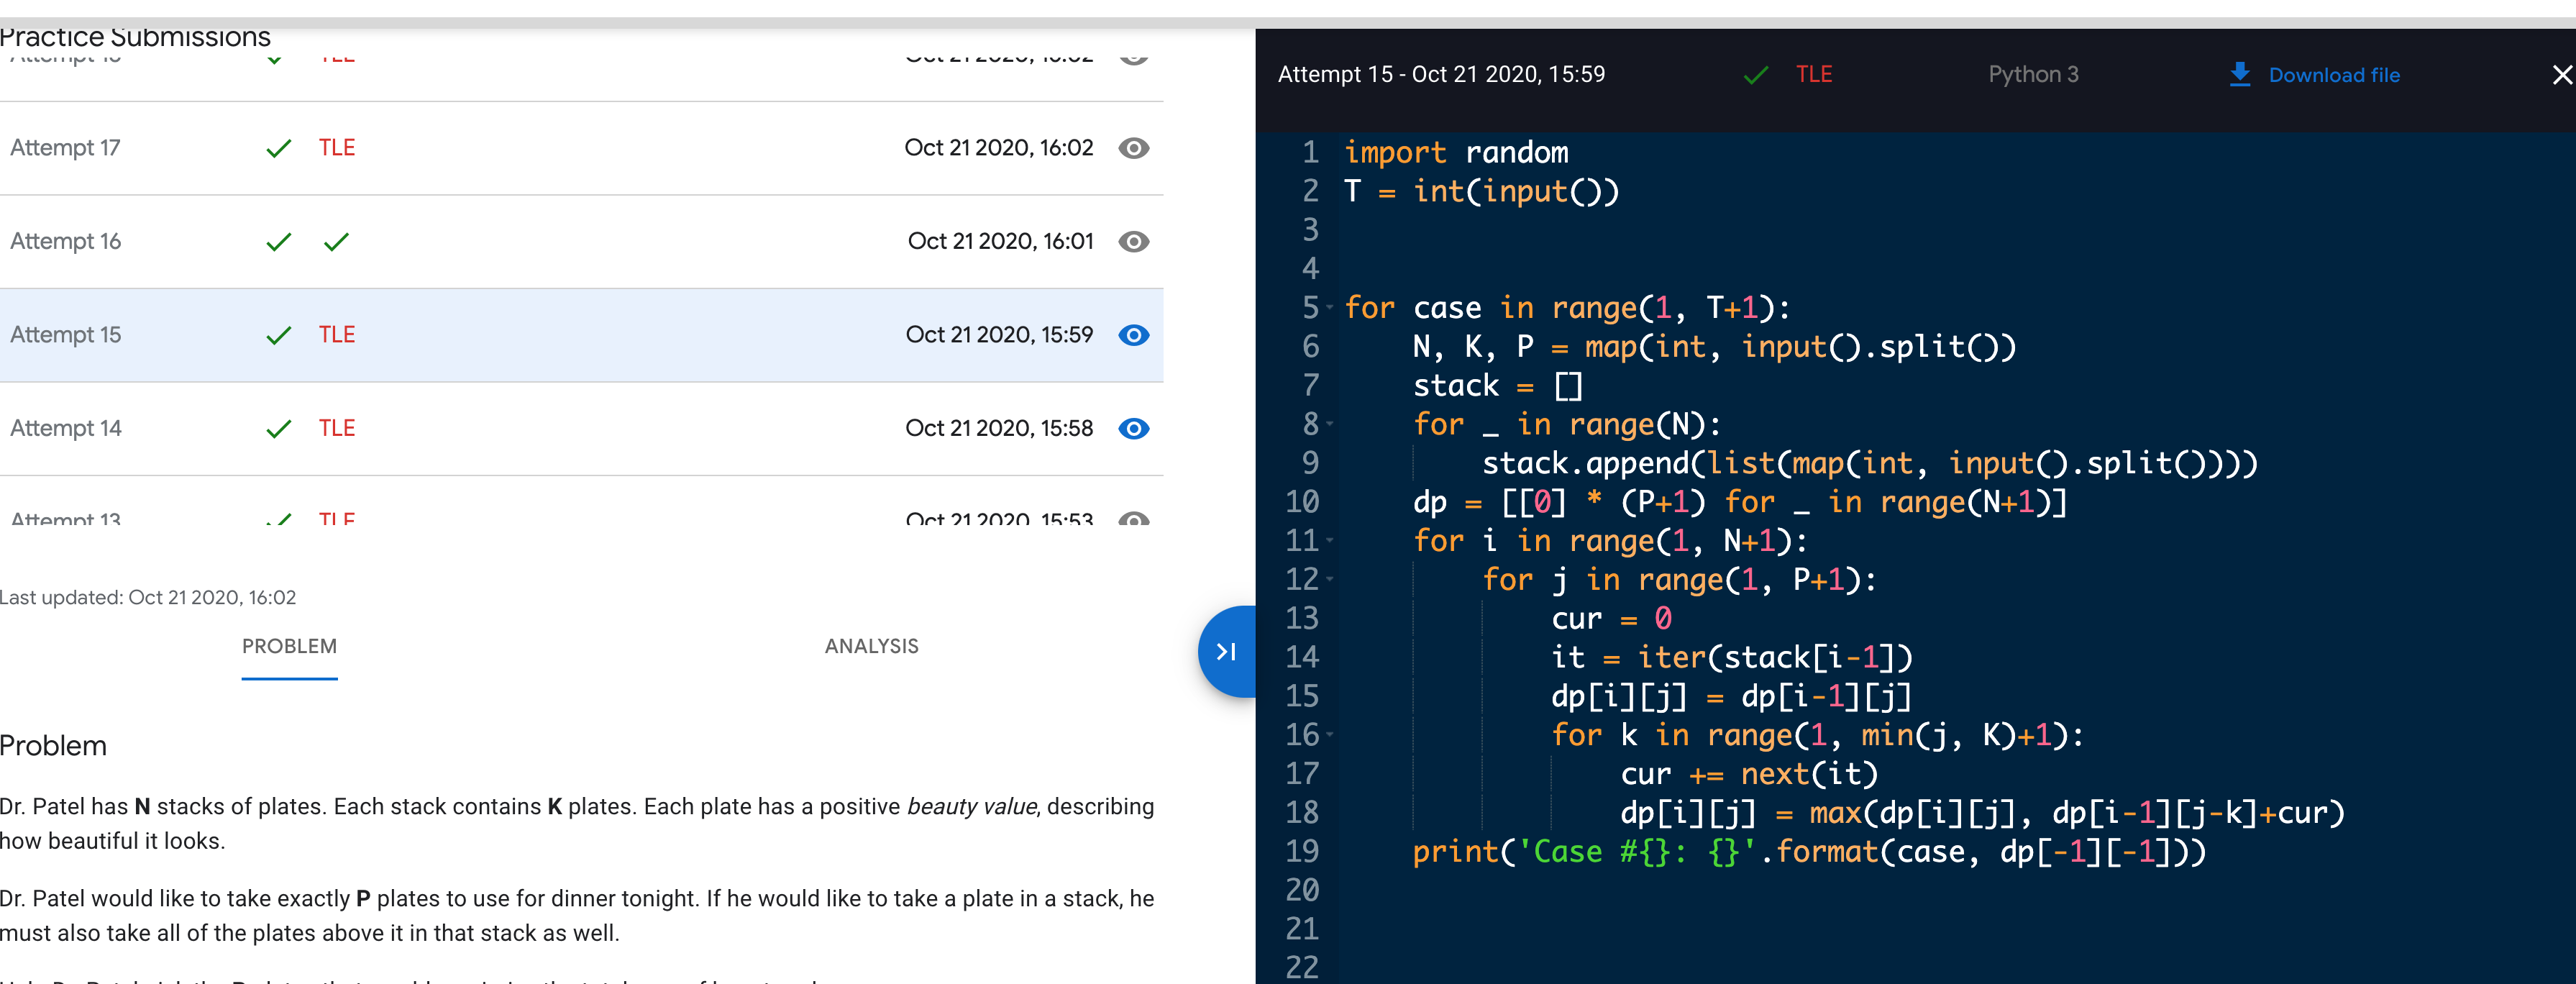 Practice Submissions
TLE
Attempt 17 TLE Oct 21 2020, 16:02
Attempt 16 Oct 21 2020, 16:01
Attempt 15 TLE Oct 21 2020, 15:59
Attempt 14 TLE Oct 21 2020, 15:58
Attempt 13 TLE Oct 21 2020, 15:53
Last updated: Oct 21 2020, 16:02
PROBLEM ANALYSIS
Problem
Dr. Patel has N stacks of plates. Each stack contains K plates. Each plate has a positive beauty value, describing
how beautiful it looks.
Dr. Patel would like to take exactly P plates to use for dinner tonight. If he would like to take a plate in a stack, he
must also take all of the plates above it in that stack as well.
Attempt 15 - Oct 21 2020, 15:59 TLE Python 3 Download file
1 import random
2 T = int(input())
3
4
5 for case in range(1, T+1):
6     N, K, P = map(int, input().split())
7     stack = []
8     for _ in range(N):
9         stack.append(list(map(int, input().split())))
10     dp = [[0] * (P+1) for _ in range(N+1)]
11     for i in range(1, N+1):
12         for j in range(1, P+1):
13             cur = 0
14             it = iter(stack[i-1])
15             dp[i][j] = dp[i-1][j]
16             for k in range(1, min(j, K)+1):
17                 cur += next(it)
18                 dp[i][j] = max(dp[i][j], dp[i-1][j-k]+cur)
19     print('Case #{}: {}'.format(case, dp[-1][-1]))
20
21
22